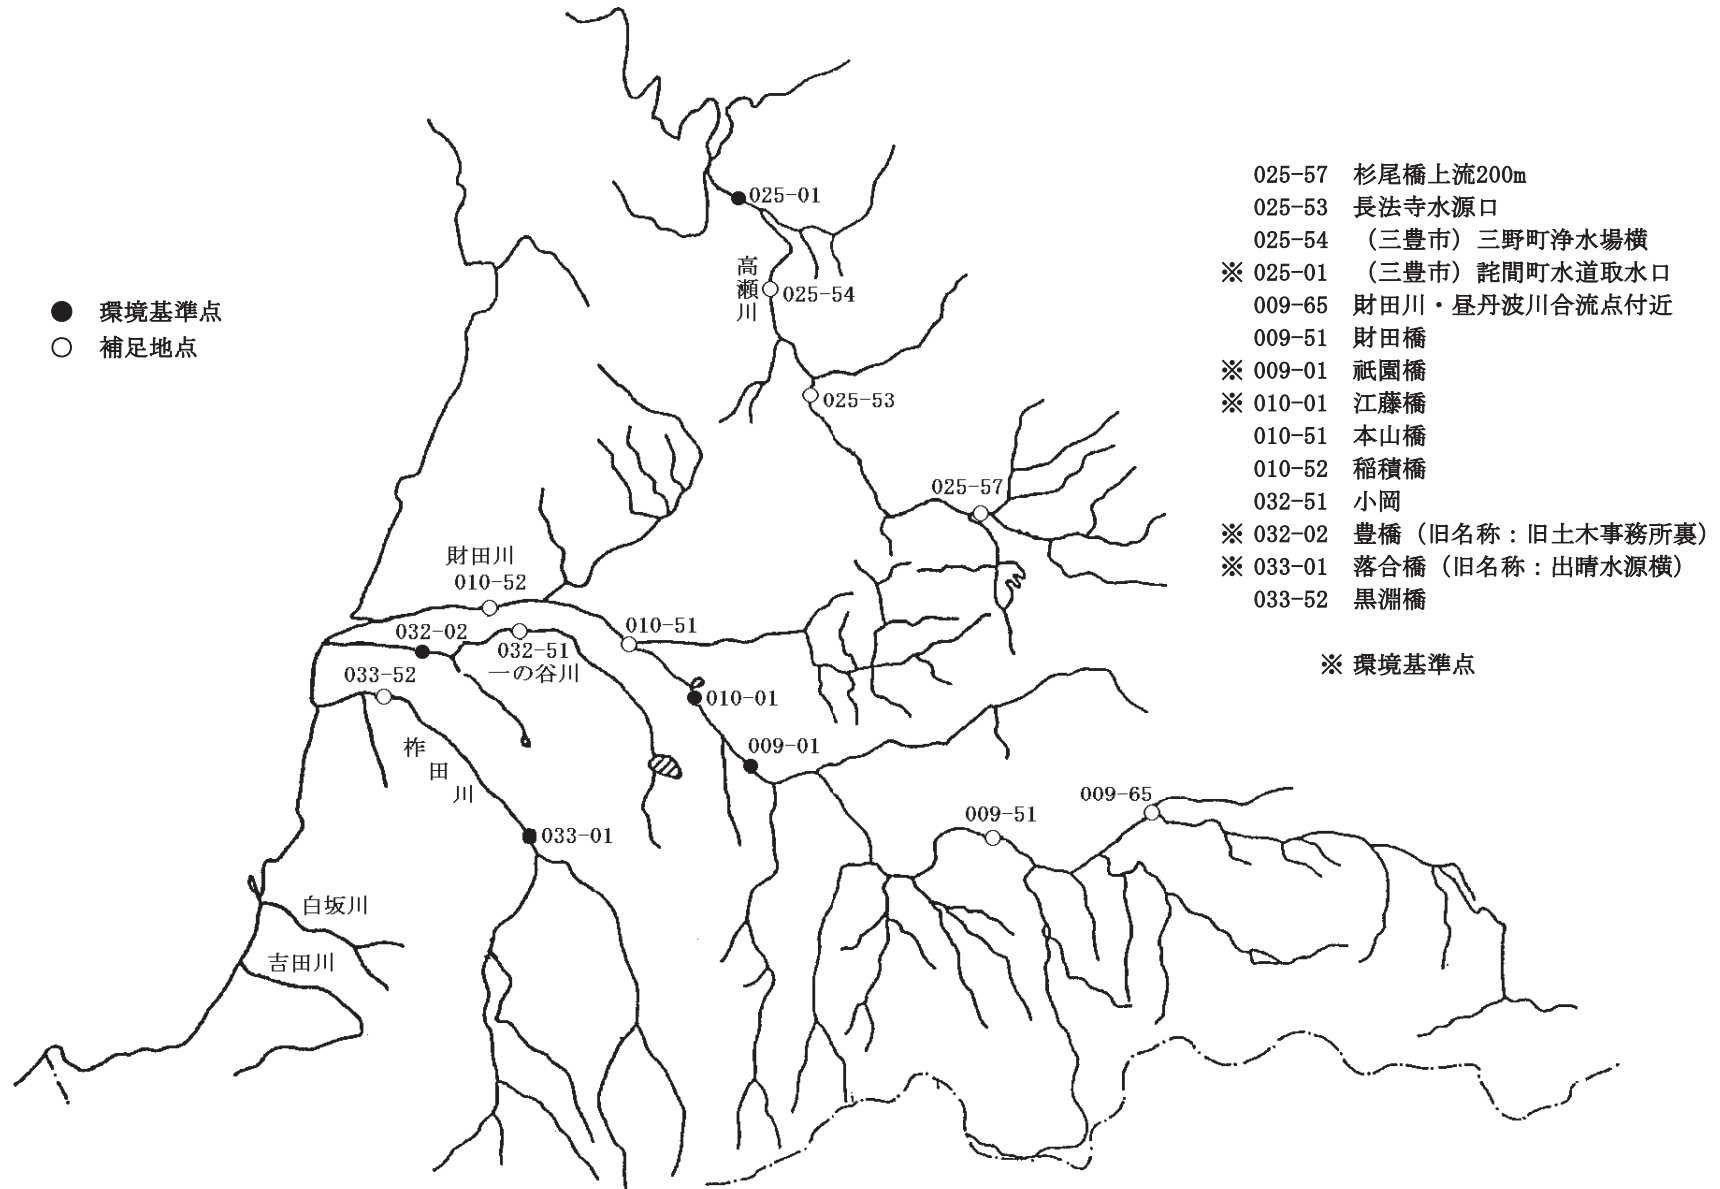 025-01
高瀬川
025-54
025-53
025-57
● 環境基準点
○ 補足地点
025-57 杉尾橋上流200m
025-53 長法寺水源口
025-54 （三豊市）三野町浄水場横
※ 025-01 （三豊市）詫間町水道取水口
009-65 財田川・昼丹波川合流点付近
009-51 財田橋
※ 009-01 祇園橋
※ 010-01 江藤橋
010-51 本山橋
010-52 稲積橋
032-51 小岡
※ 032-02 豊橋（旧名称：旧土木事務所裏）
※ 033-01 落合橋（旧名称：出晴水源横）
033-52 黒淵橋
※ 環境基準点
財田川
010-52
032-02
032-51
一の谷川
010-51
033-52
010-01
柞田川
009-01
009-51
009-65
033-01
白坂川
吉田川